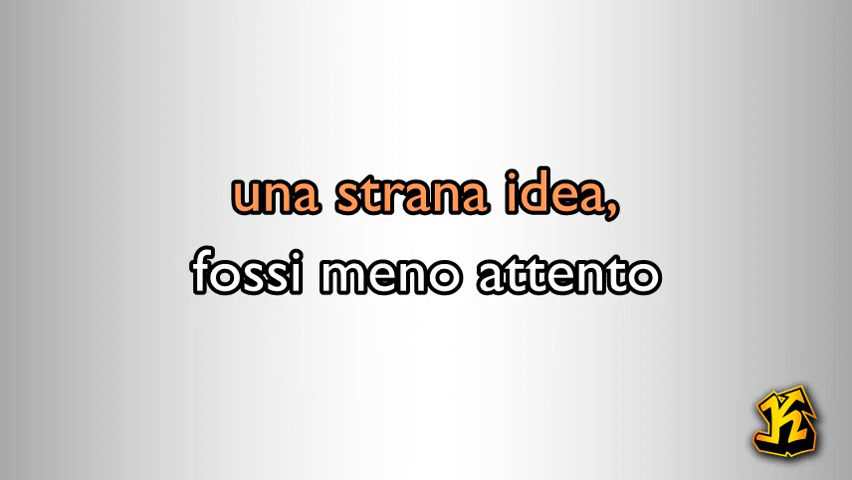 una strana idea,
fossi meno attento
K